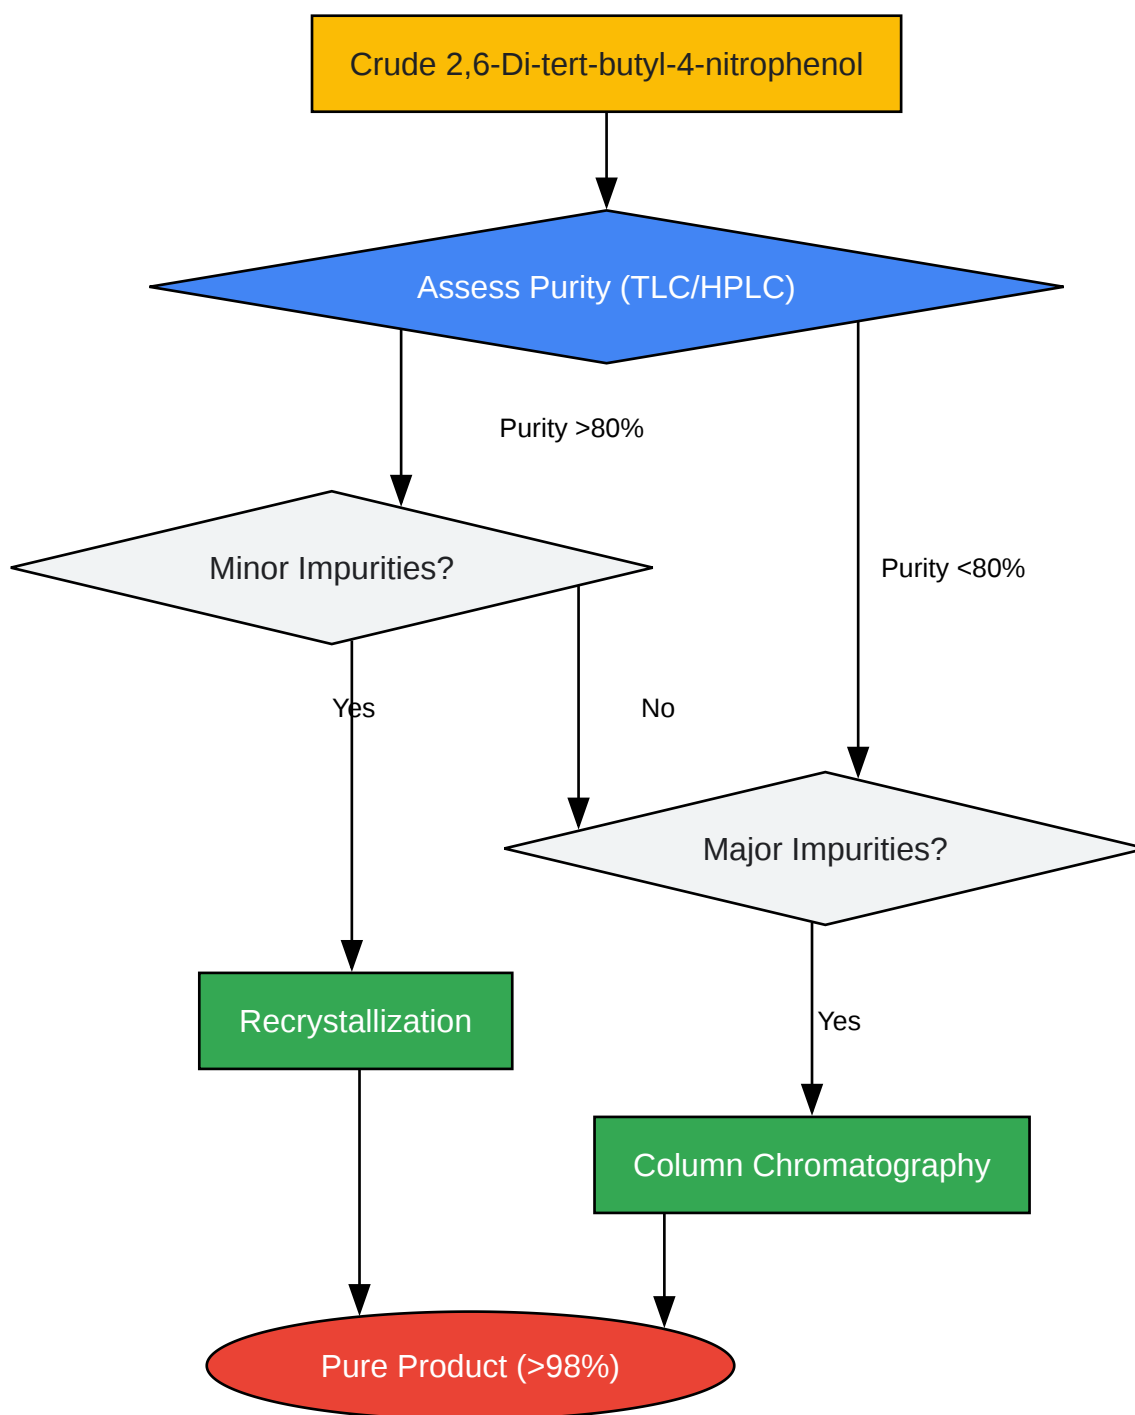 Crude 2,6-Di-tert-butyl-4-nitrophenol
Assess Purity (TLC/HPLC)
Purity >80%
Minor Impurities?
Purity <80%
Yes
No
Major Impurities?
Recrystallization
Yes
Column Chromatography
Pure Product (>98%)